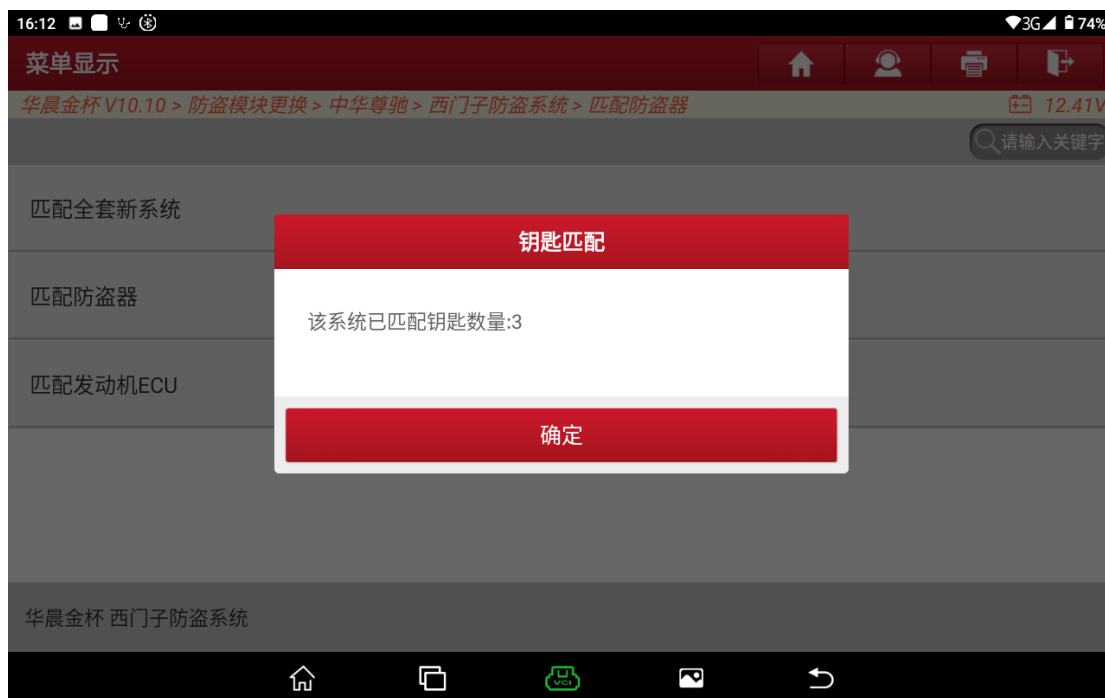 16:12
3G 74%
菜单显示
华晨金杯 V10.10 > 防盗模块更换 > 中华尊驰 > 西门子防盗系统 > 匹配防盗器
12.41V
请输入关键字
匹配全套新系统
钥匙匹配
匹配防盗器
该系统已匹配钥匙数量:3
匹配发动机ECU
确定
华晨金杯 西门子防盗系统
VCI